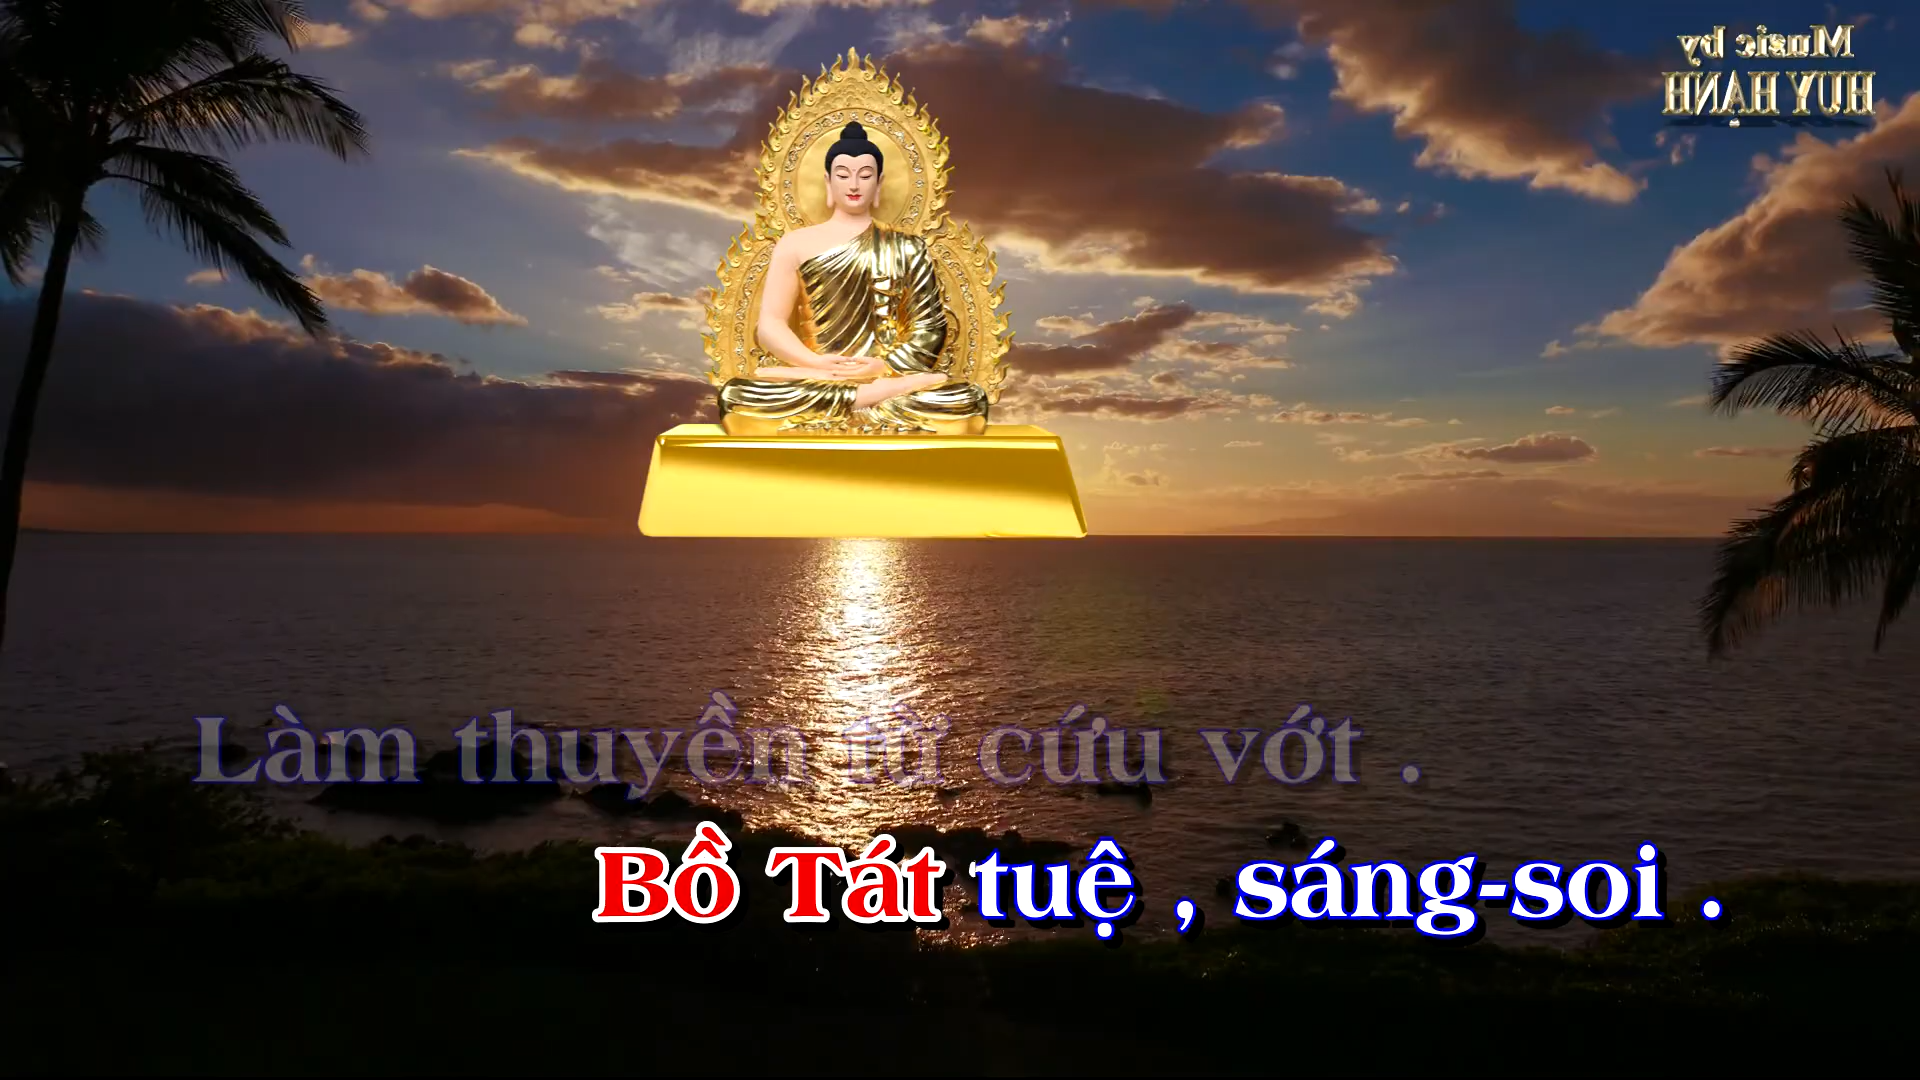 Music by
HUY HẠNH
Làm thuyền từ cứu vớt .
Bồ Tát tuệ , sáng-soi .